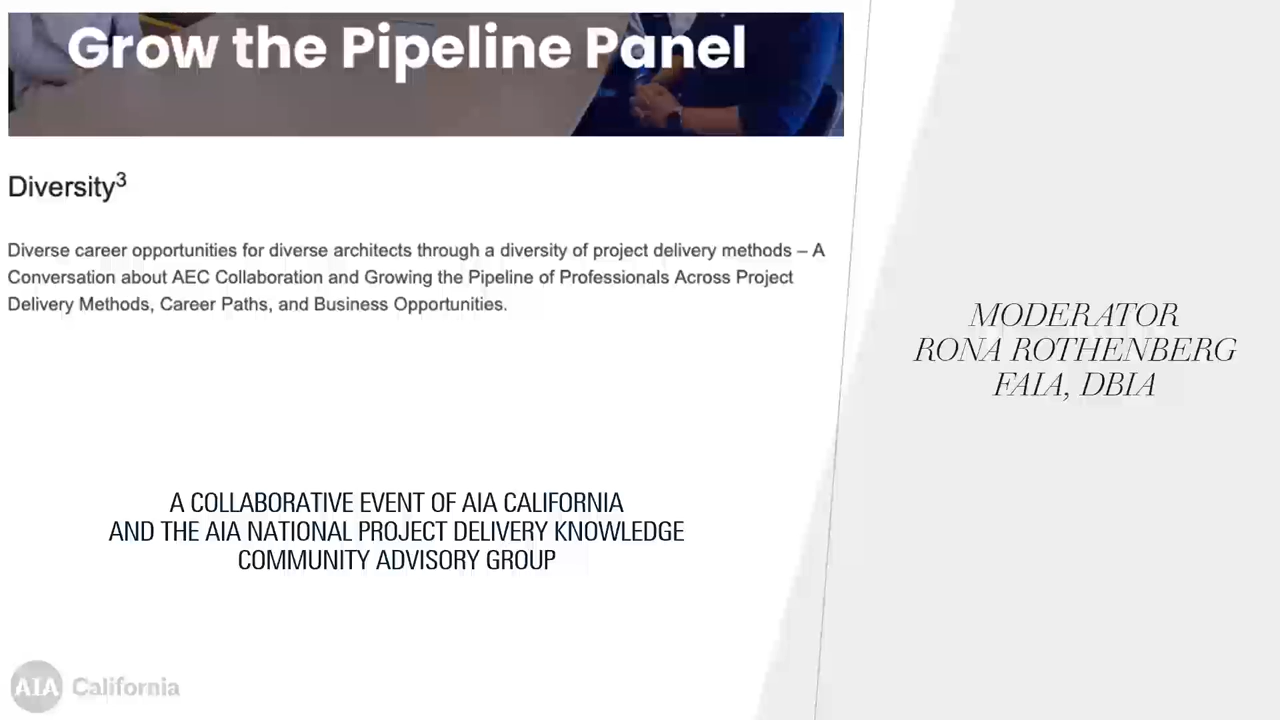 Grow the Pipeline Panel
Diversity³
Diverse career opportunities for diverse architects through a diversity of project delivery methods – A
Conversation about AEC Collaboration and Growing the Pipeline of Professionals Across Project
Delivery Methods, Career Paths, and Business Opportunities.
MODERATOR
RONA ROTHENBERG
FAIA, DBIA
A COLLABORATIVE EVENT OF AIA CALIFORNIA
AND THE AIA NATIONAL PROJECT DELIVERY KNOWLEDGE
COMMUNITY ADVISORY GROUP
AIA California